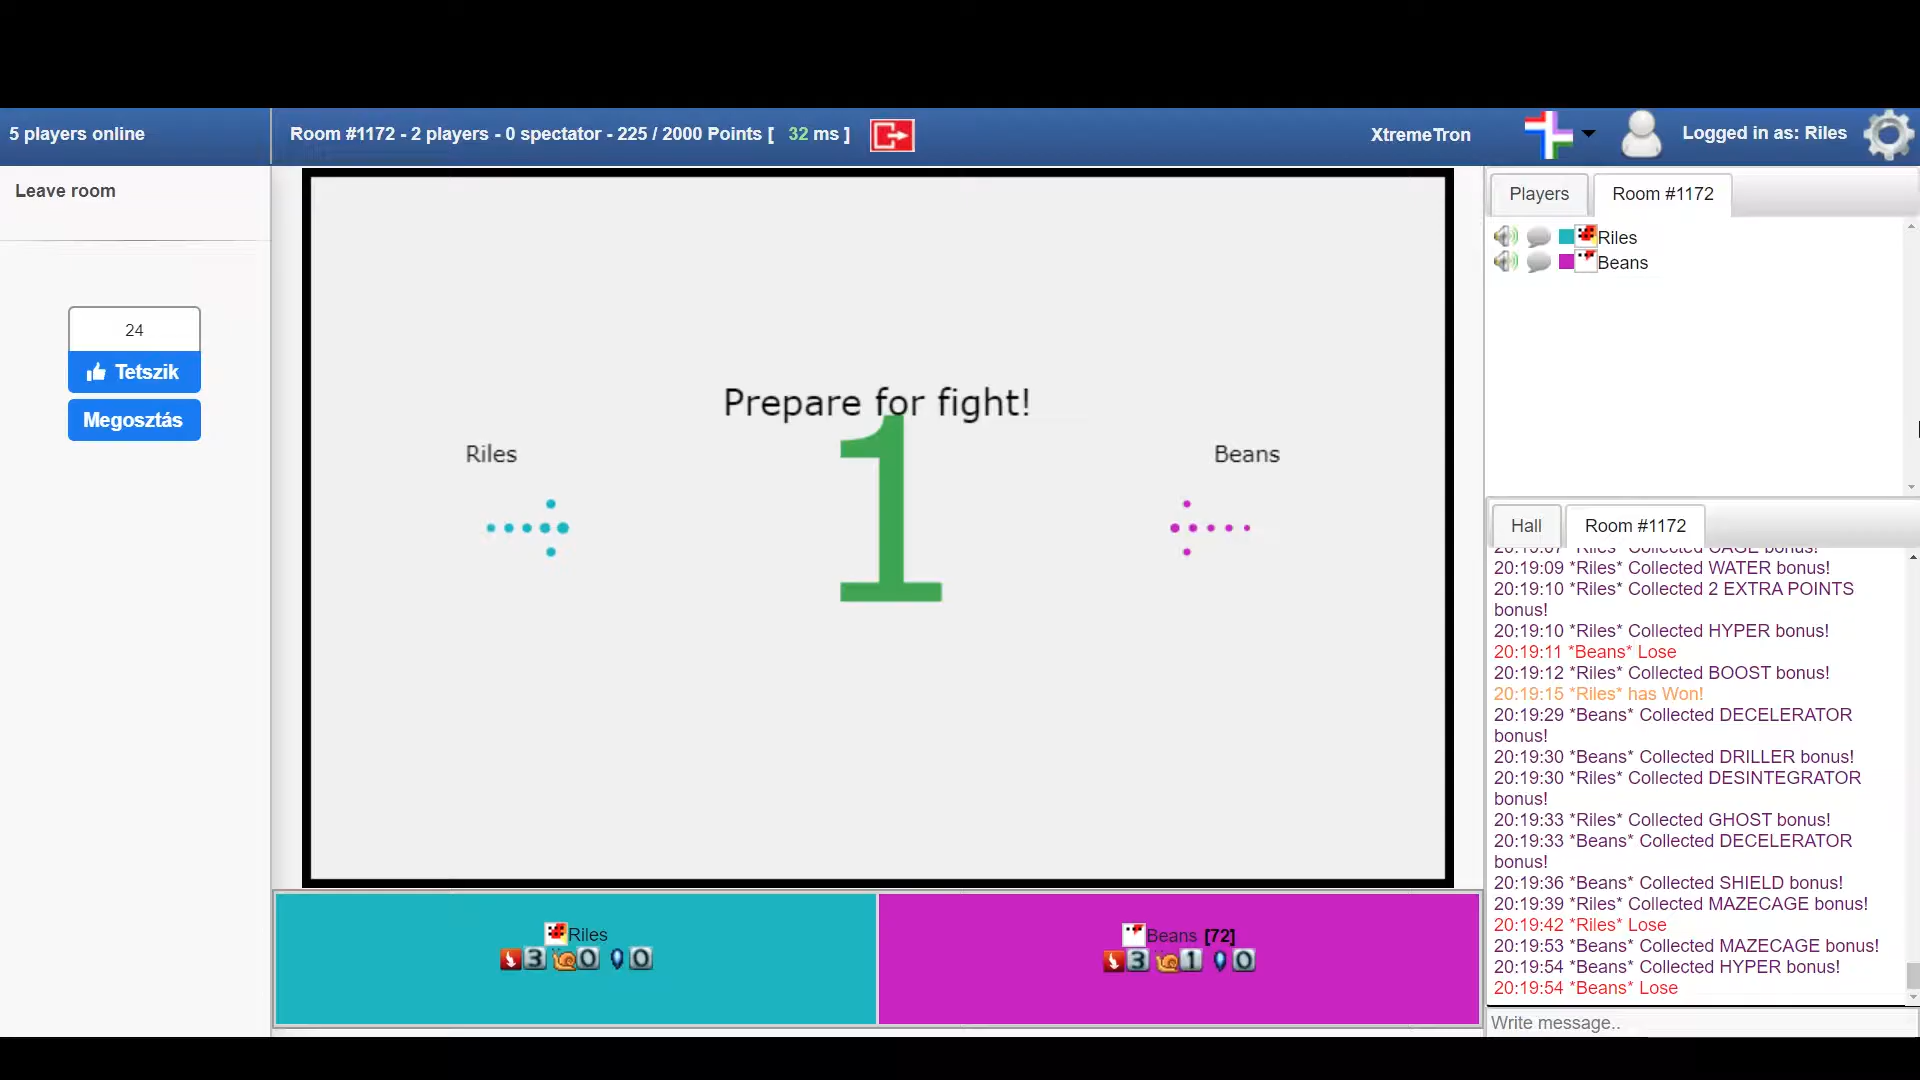 5 players online
Room #1172 - 2 players - 0 spectator - 225 / 2000 Points [ 32 ms ]
XtremeTron
Logged in as: Riles
Leave room
24
Tetszik
Megosztás
Prepare for fight!
1
Riles
Beans
Riles
3 0 0
Beans [72]
3 1 0
Players
Room #1172
Riles
Beans
Hall
Room #1172
20:19:07 *Riles* Collected CAGE bonus!
20:19:09 *Riles* Collected WATER bonus!
20:19:10 *Riles* Collected 2 EXTRA POINTS
bonus!
20:19:10 *Riles* Collected HYPER bonus!
20:19:11 *Beans* Lose
20:19:12 *Riles* Collected BOOST bonus!
20:19:15 *Riles* has Won!
20:19:29 *Beans* Collected DECELERATOR
bonus!
20:19:30 *Beans* Collected DRILLER bonus!
20:19:30 *Riles* Collected DESINTEGRATOR
bonus!
20:19:33 *Riles* Collected GHOST bonus!
20:19:33 *Beans* Collected DECELERATOR
bonus!
20:19:36 *Beans* Collected SHIELD bonus!
20:19:39 *Riles* Collected MAZECAGE bonus!
20:19:42 *Riles* Lose
20:19:53 *Beans* Collected MAZECAGE bonus!
20:19:54 *Beans* Collected HYPER bonus!
20:19:54 *Beans* Lose
Write message..